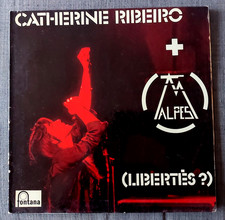 CATHERINE RIBEIRO
+
ALPES
(LIBERTÉS ?)
fontana